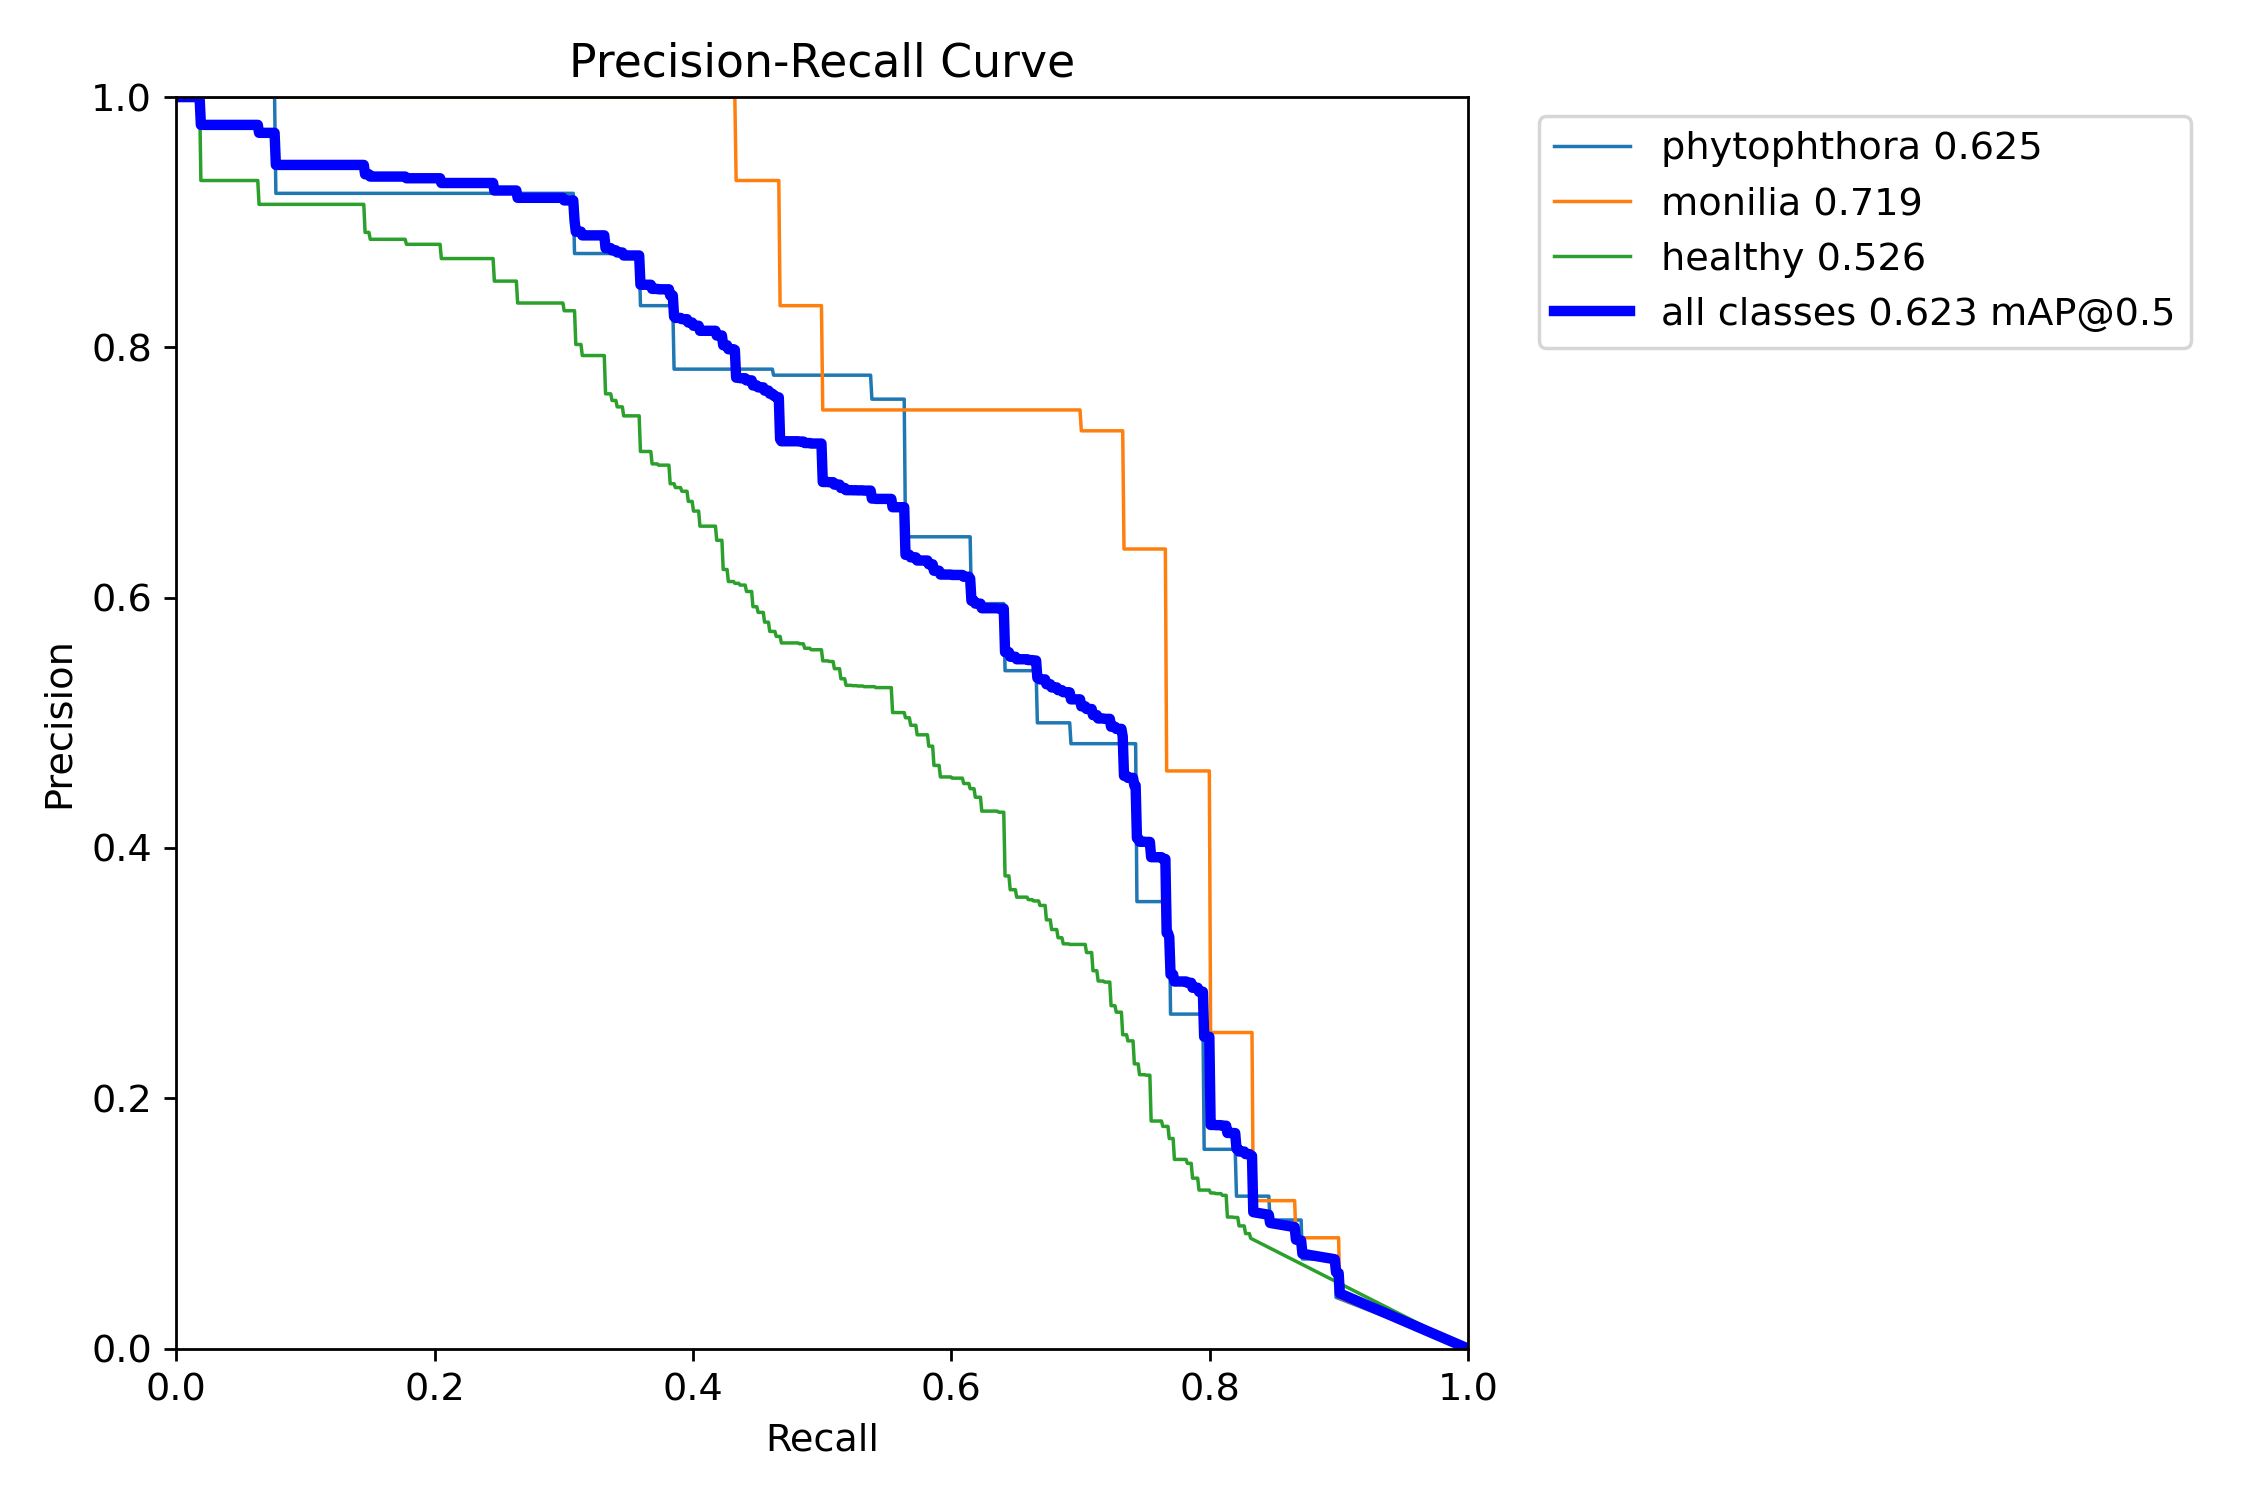 Precision-Recall Curve
1.0
0.8
0.6
0.4
0.2
0.0
Precision
0.0 0.2 0.4 0.6 0.8 1.0
Recall
phytophthora 0.625
monilia 0.719
healthy 0.526
all classes 0.623 mAP@0.5